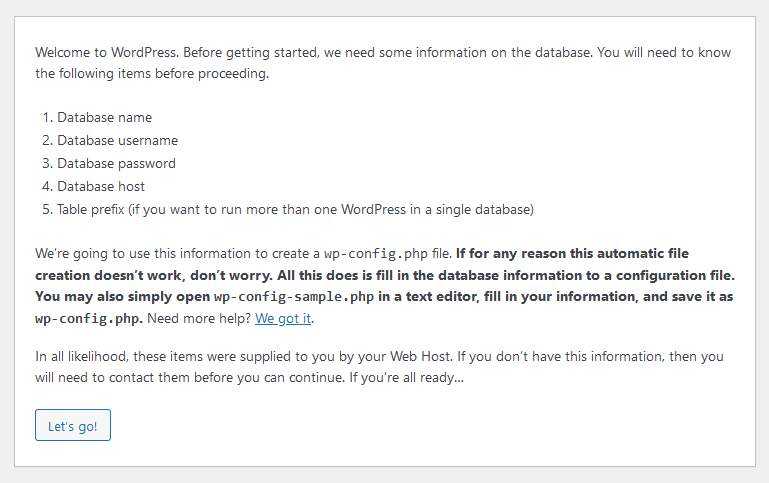 Welcome to WordPress. Before getting started, we need some information on the database. You will need to know
the following items before proceeding.
1. Database name
2. Database username
3. Database password
4. Database host
5. Table prefix (if you want to run more than one WordPress in a single database)
We’re going to use this information to create a wp-config.php file. If for any reason this automatic file
creation doesn’t work, don’t worry. All this does is fill in the database information to a configuration file.
You may also simply open wp-config-sample.php in a text editor, fill in your information, and save it as
wp-config.php. Need more help? We got it.
In all likelihood, these items were supplied to you by your Web Host. If you don’t have this information, then you
will need to contact them before you can continue. If you’re all ready…
Let’s go!